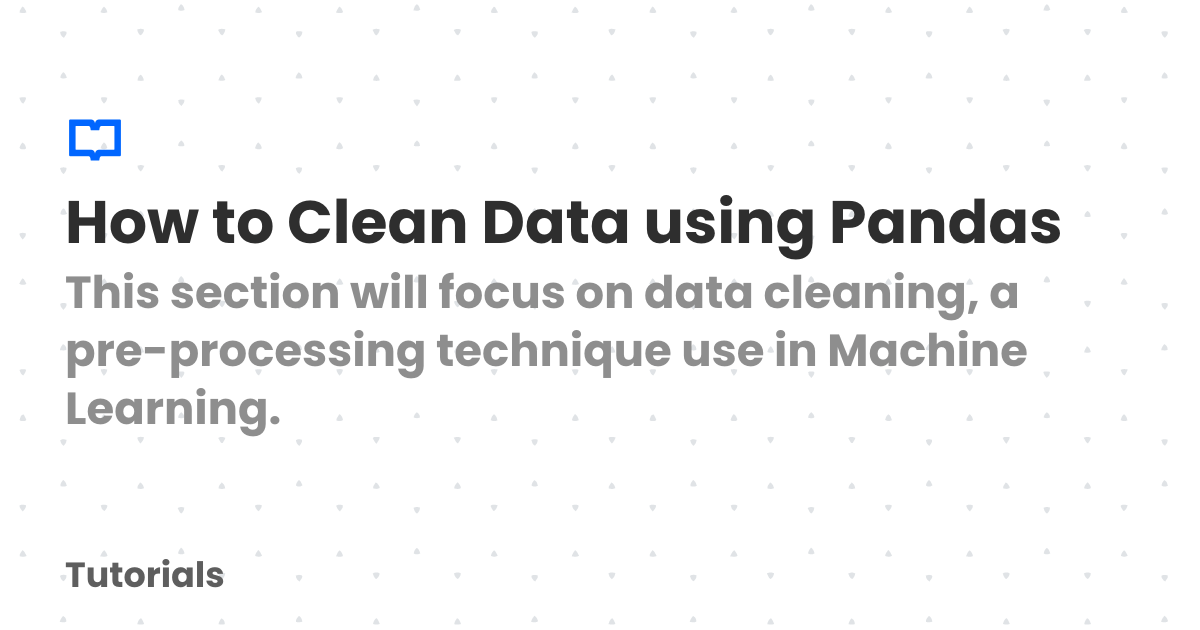 How to Clean Data using Pandas
This section will focus on data cleaning, a
pre-processing technique use in Machine
Learning.
Tutorials